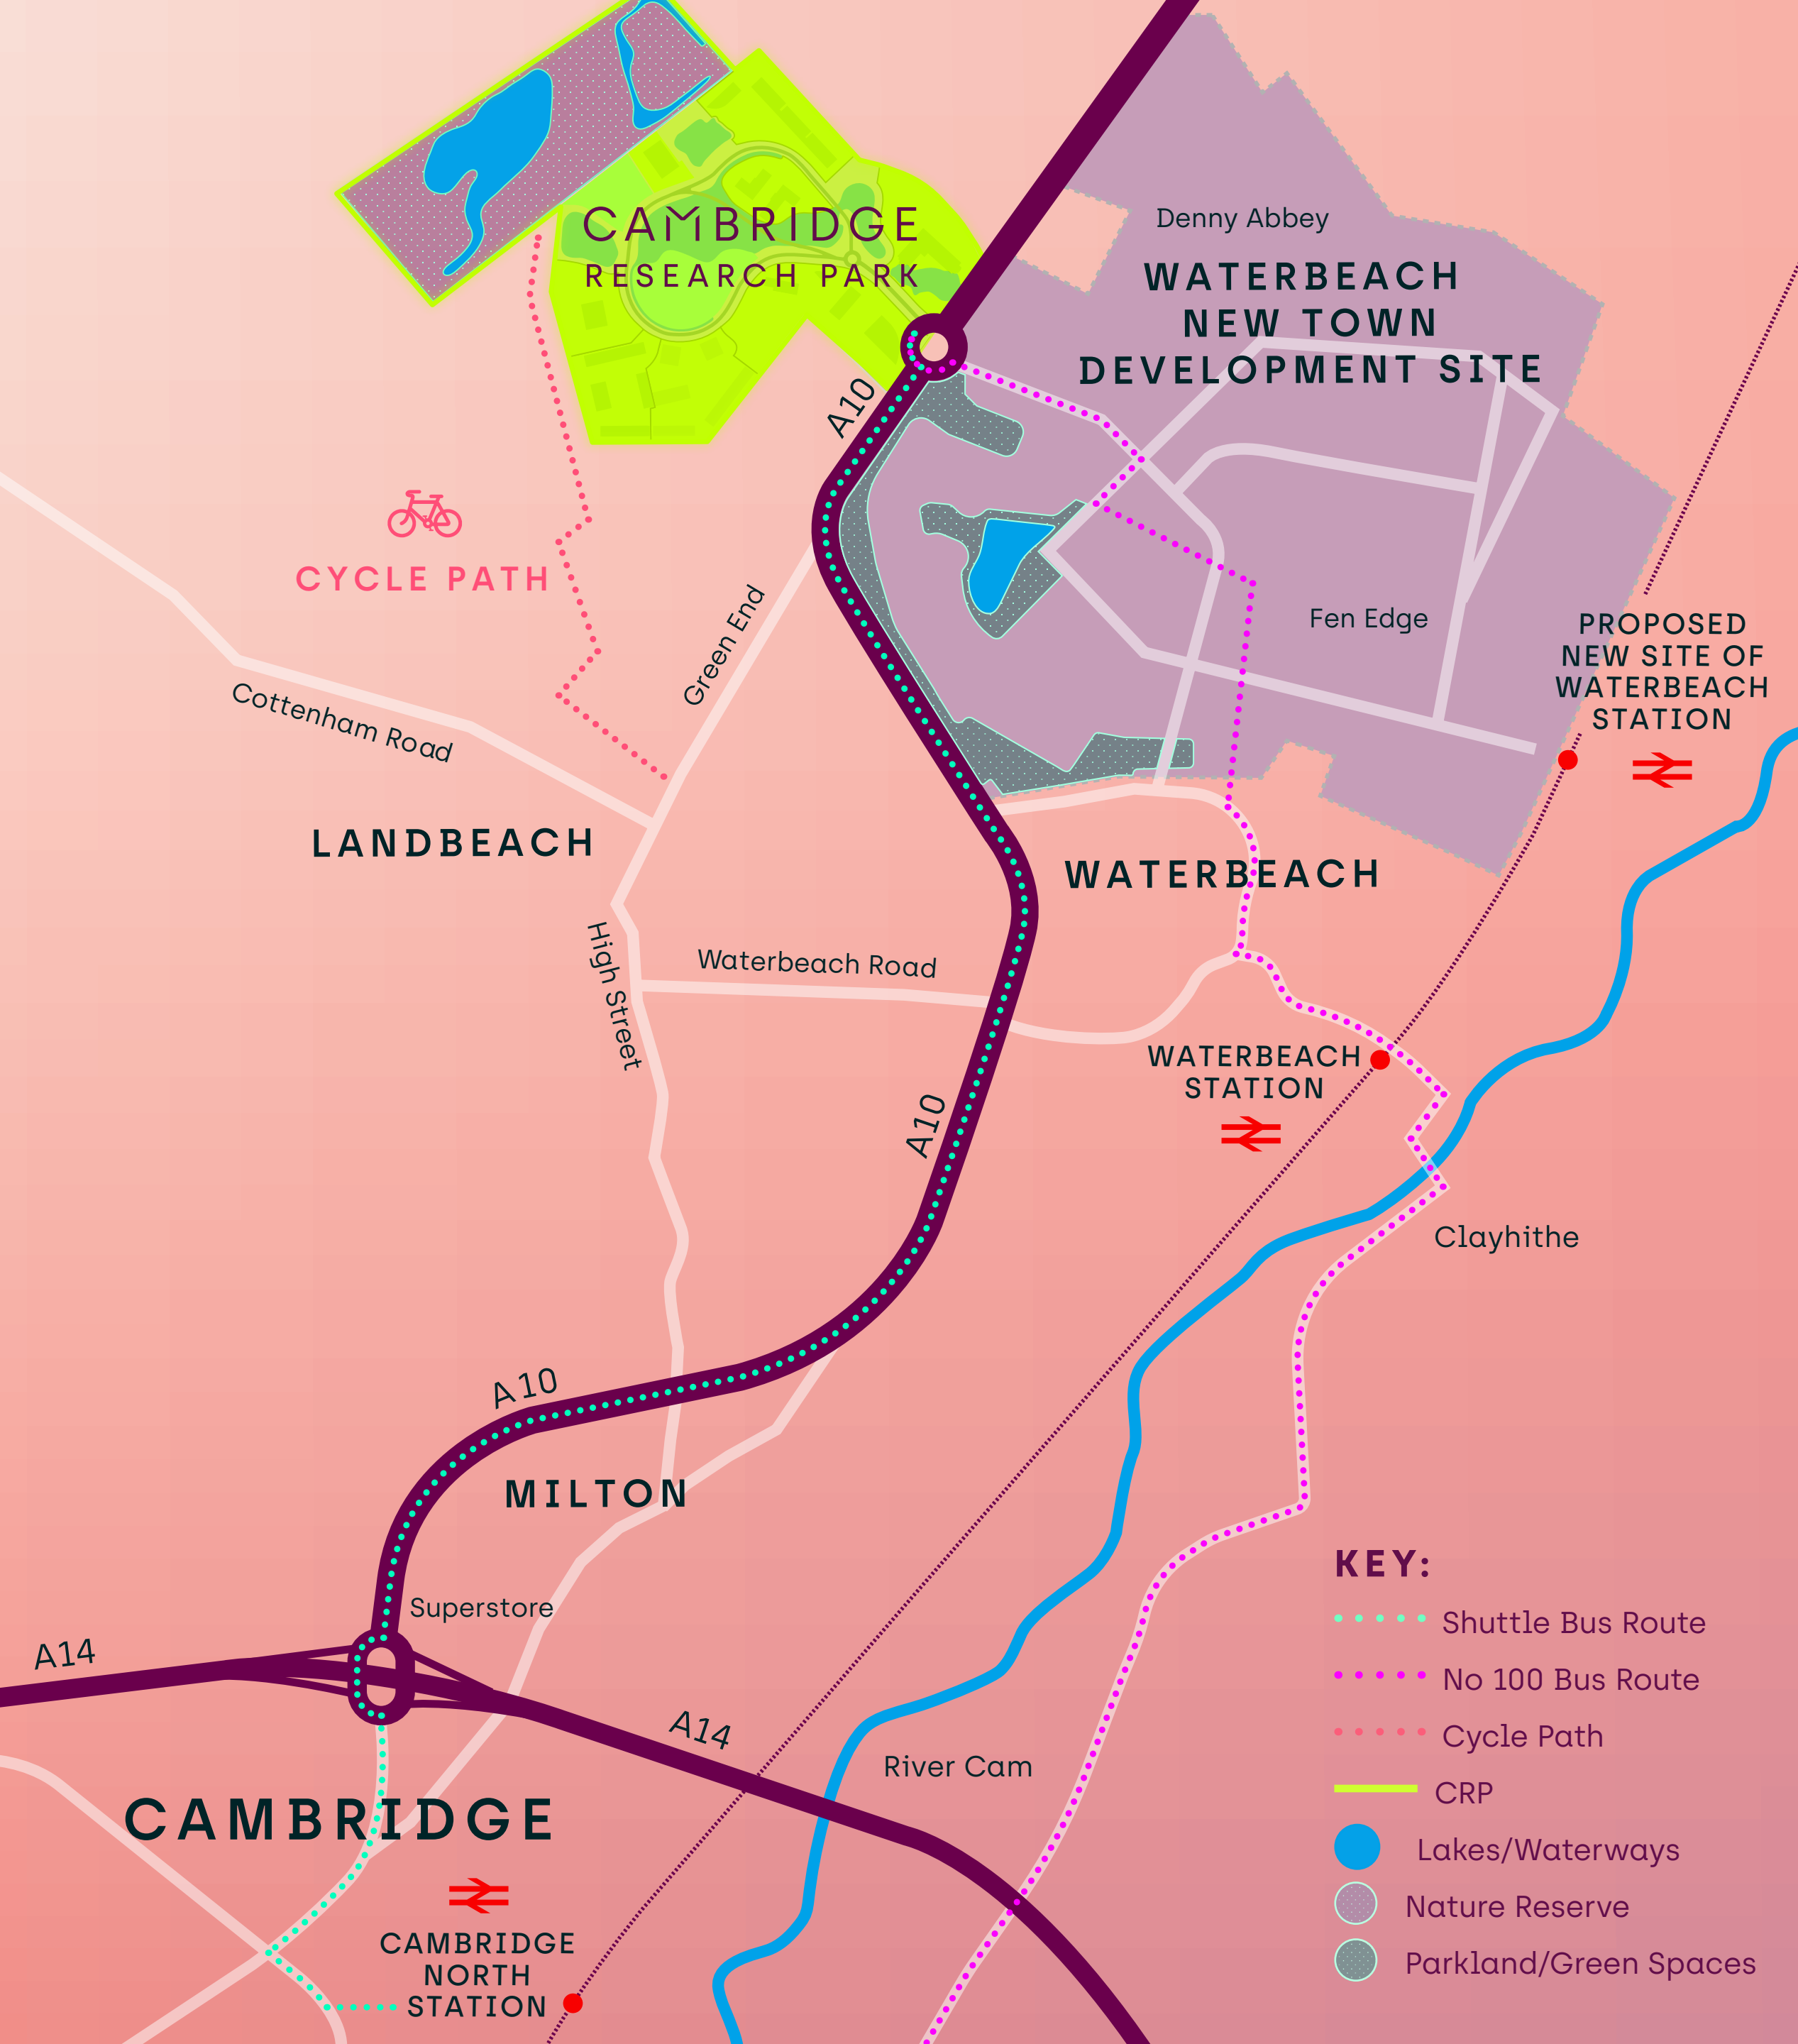 CAMBRIDGE
RESEARCH PARK
Denny Abbey
WATERBEACH
NEW TOWN
DEVELOPMENT SITE
A10
CYCLE PATH
Green End
Fen Edge
PROPOSED
NEW SITE OF
WATERBEACH
STATION
Cottenham Road
LANDBEACH
WATERBEACH
High Street
Waterbeach Road
WATERBEACH
STATION
A10
Clayhithe
A10
MILTON
Superstore
A14
A14
River Cam
CAMBRIDGE
CAMBRIDGE
NORTH
STATION
KEY:
Shuttle Bus Route
No 100 Bus Route
Cycle Path
CRP
Lakes/Waterways
Nature Reserve
Parkland/Green Spaces